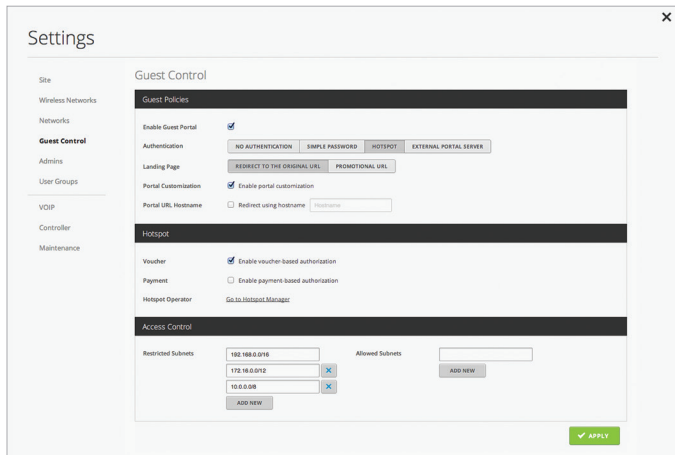 Settings
Site
Wireless Networks
Networks
Guest Control
Admins
User Groups
VOIP
Controller
Maintenance
Guest Control
Guest Policies
Enable Guest Portal
Authentication NO AUTHENTICATION SIMPLE PASSWORD HOTSPOT EXTERNAL PORTAL SERVER
Landing Page REDIRECT TO THE ORIGINAL URL PROMOTIONAL URL
Portal Customization Enable portal customization
Portal URL Hostname Redirect using hostname Hostname
Hotspot
Voucher Enable voucher-based authorization
Payment Enable payment-based authorization
Hotspot Operator Go to Hotspot Manager
Access Control
Restricted Subnets 192.168.0.0/16 Allowed Subnets
172.16.0.0/12 ADD NEW
10.0.0.0/8
ADD NEW
APPLY